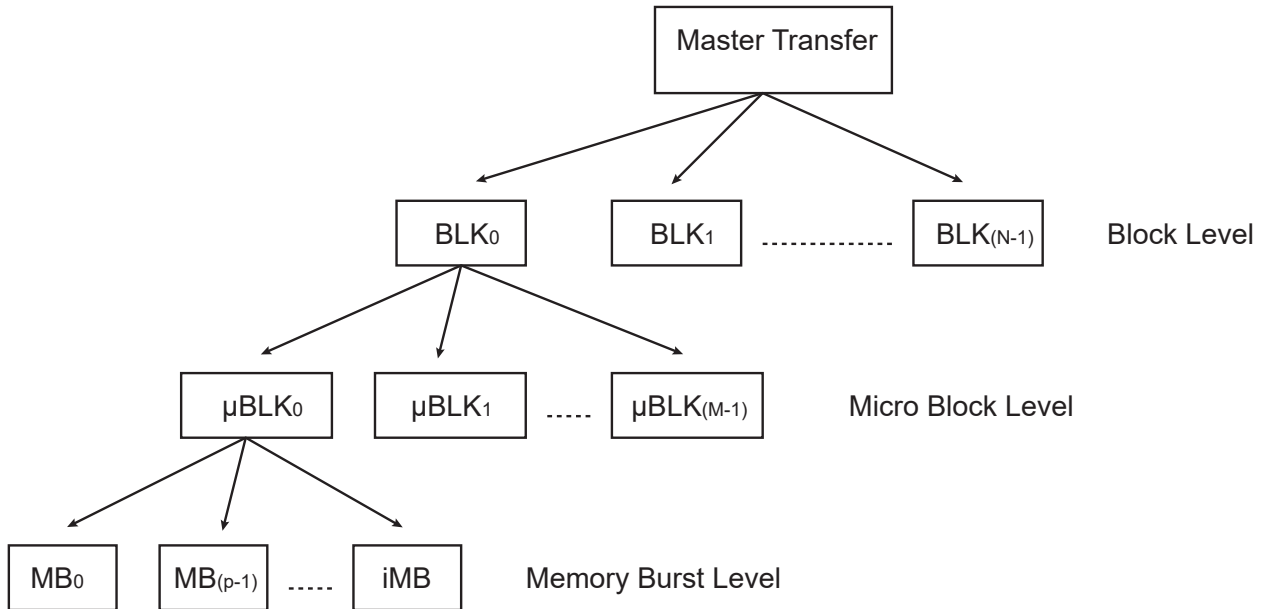 Master Transfer
BLK0 BLK1 BLK(N-1) Block Level
µBLK0 µBLK1 µBLK(M-1) Micro Block Level
MB0 MB(p-1) iMB Memory Burst Level